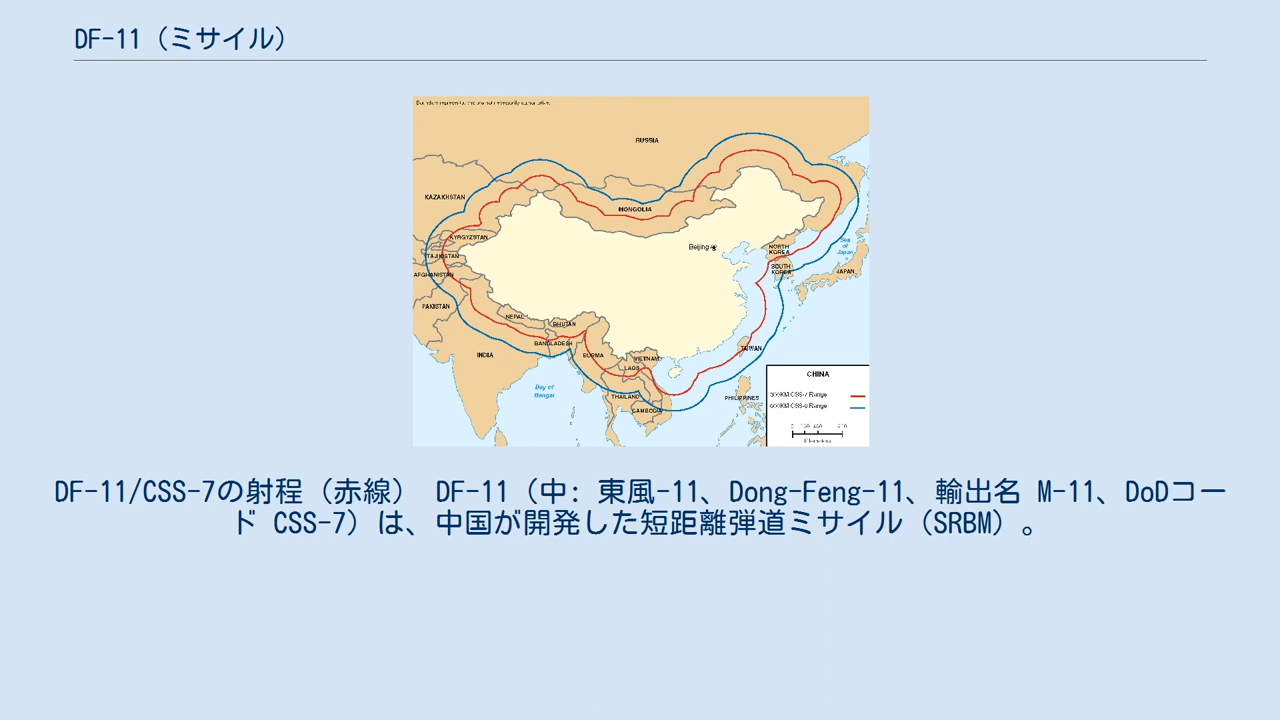 DF-11（ミサイル）
RUSSIA
KAZAKHSTAN
MONGOLIA
KYRGYZSTAN
Beijing
NORTH
KOREA
Sea
of
Japan
TAJIKISTAN
SOUTH
KOREA
JAPAN
AFGHANISTAN
PAKISTAN
NEPAL
BHUTAN
BANGLADESH
TAIWAN
INDIA
BURMA
VIETNAM
LAOS
CHINA
Bay of
Bengal
THAILAND
PHILIPPINES
CAMBODIA
Range
Range
Kilometers
DF-11/CSS-7の射程（赤線） DF-11（中: 東風-11、Dong-Feng-11、輸出名 M-11、DoDコー
ド CSS-7）は、中国が開発した短距離弾道ミサイル（SRBM）。